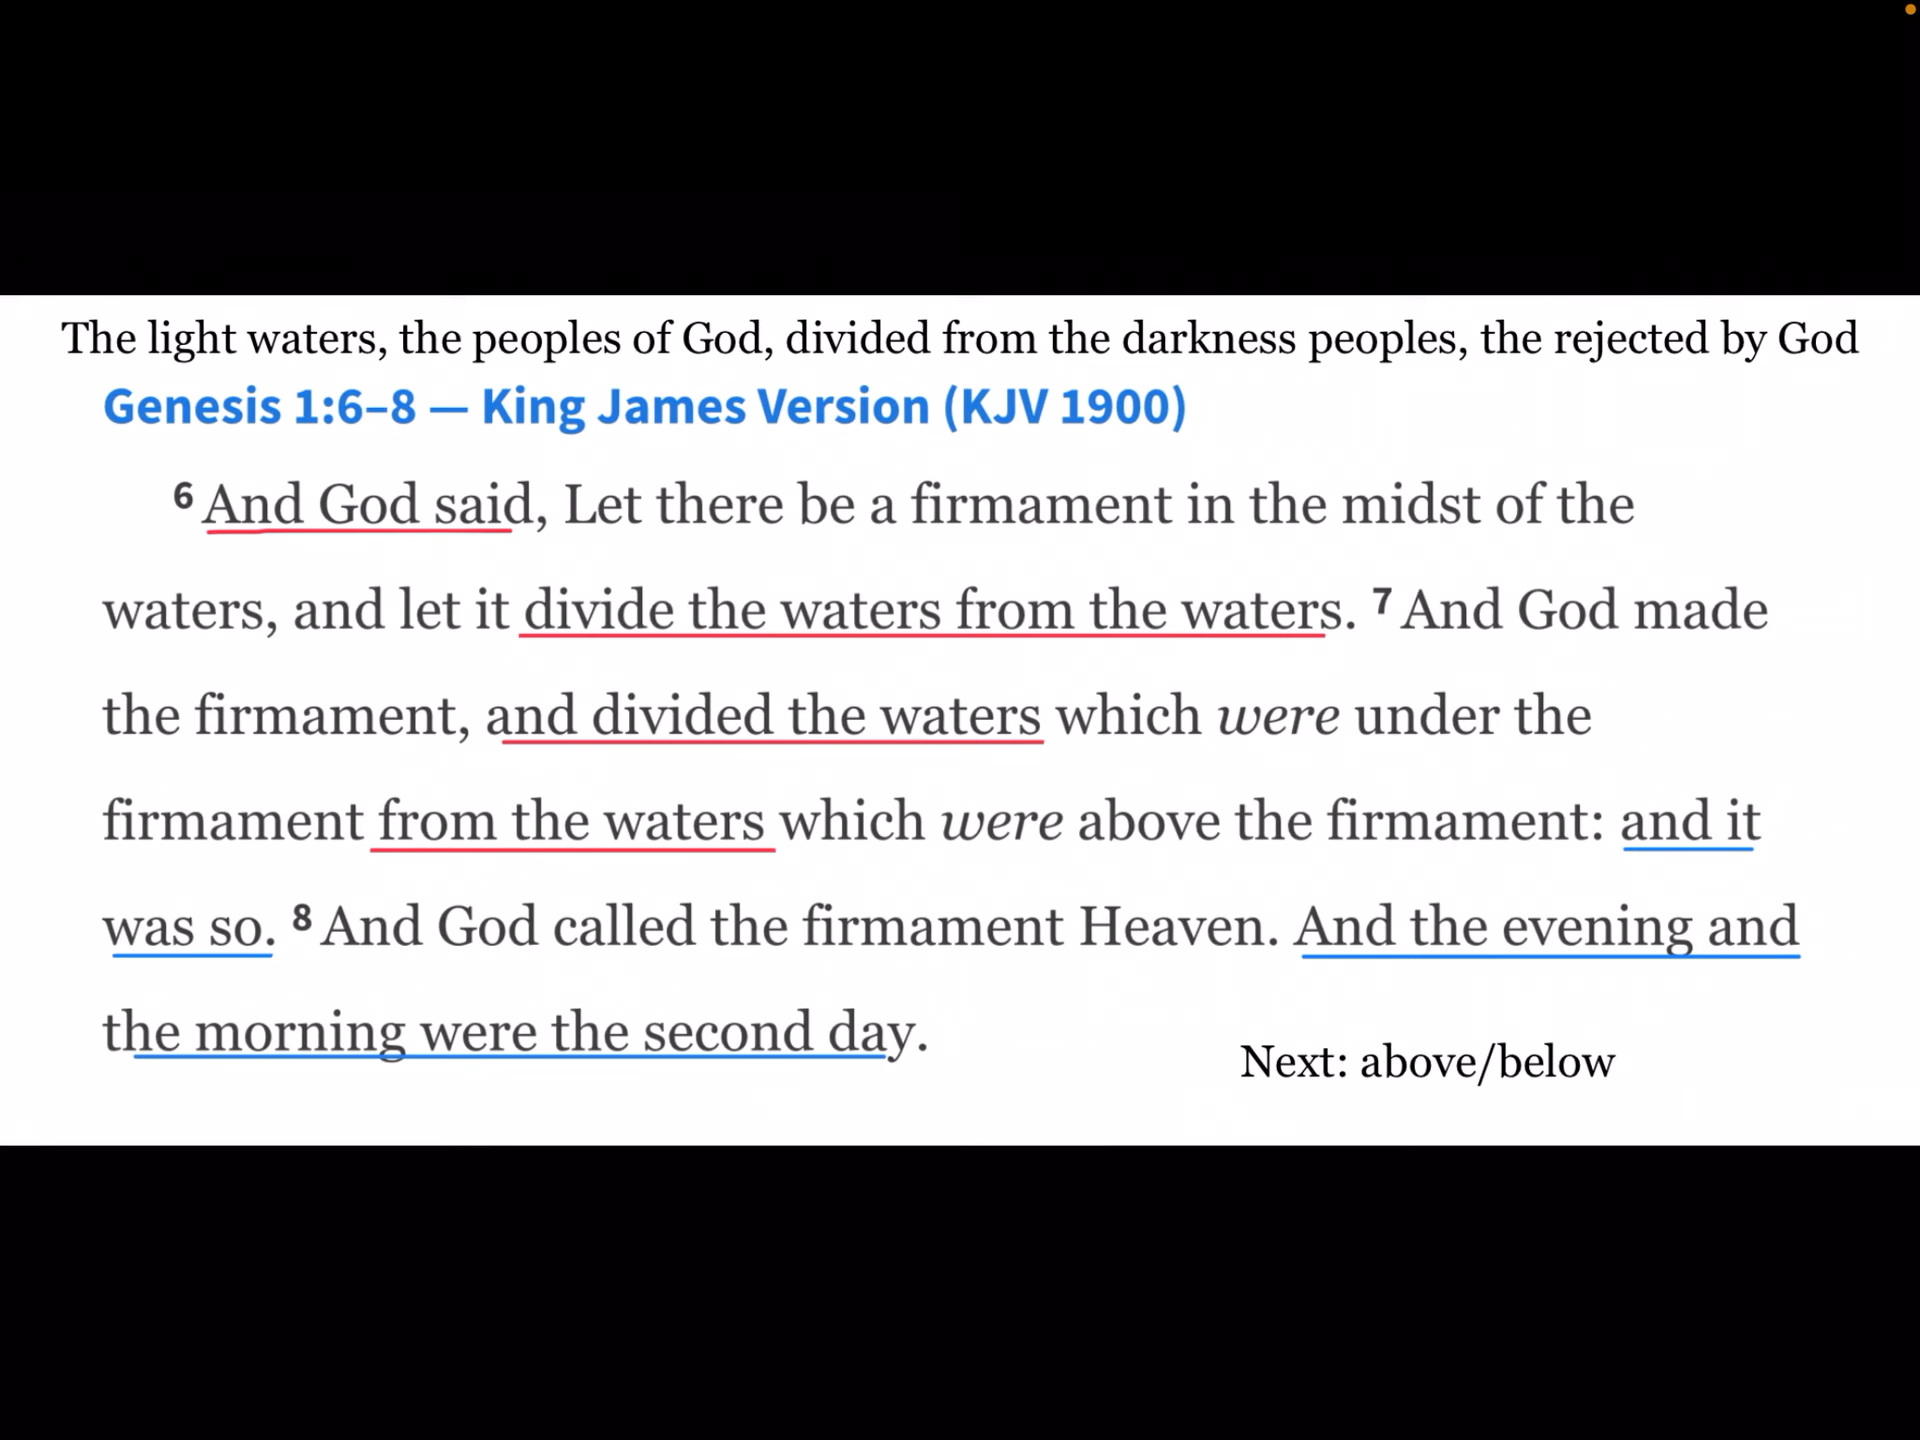 The light waters, the peoples of God, divided from the darkness peoples, the rejected by God
Genesis 1:6–8 — King James Version (KJV 1900)
6 And God said, Let there be a firmament in the midst of the
waters, and let it divide the waters from the waters. 7 And God made
the firmament, and divided the waters which were under the
firmament from the waters which were above the firmament: and it
was so. 8 And God called the firmament Heaven. And the evening and
the morning were the second day.
Next: above/below